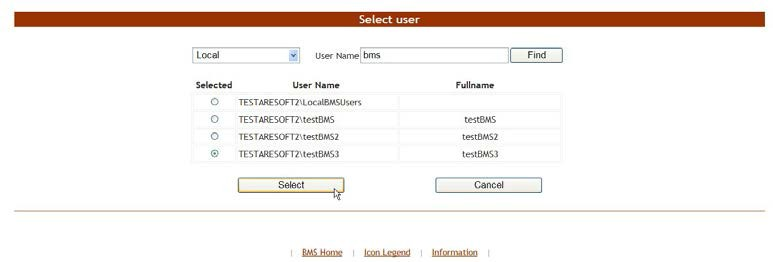 Select user
Local User Name bms Find
Selected User Name Fullname
TESTARESOFT2\LocalBMSUsers
TESTARESOFT2\testBMS testBMS
TESTARESOFT2\testBMS2 testBMS2
TESTARESOFT2\testBMS3 testBMS3
Select Cancel
| BMS Home | Icon Legend | Information |